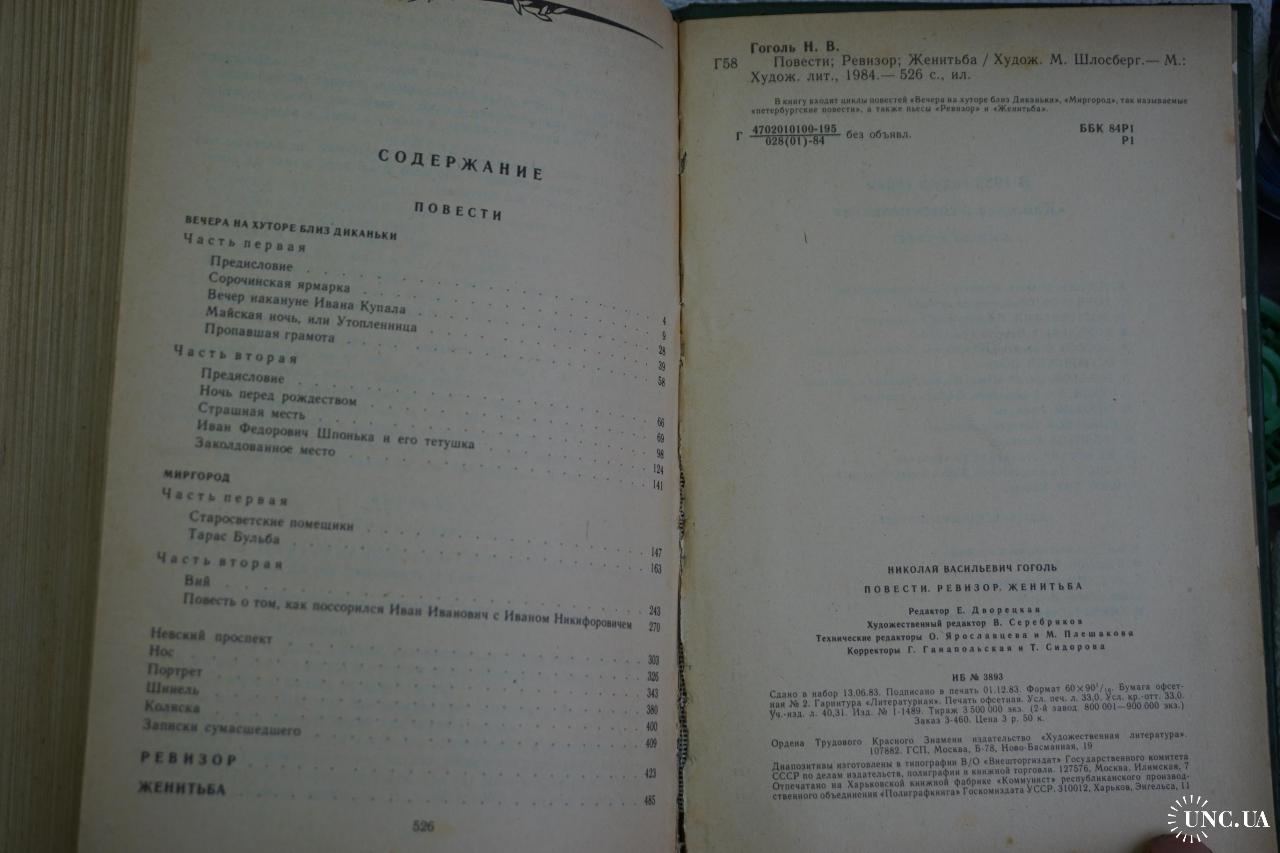 СОДЕРЖАНИЕ
ПОВЕСТИ
ВЕЧЕРА НА ХУТОРЕ БЛИЗ ДИКАНЬКИ
Часть первая
Предисловие . . . 4
Сорочинская ярмарка . . . 9
Вечер накануне Ивана Купала . . . 28
Майская ночь, или Утопленница . . . 39
Пропавшая грамота . . . 58
Часть вторая
Предисловие . . . 66
Ночь перед рождеством . . . 69
Страшная месть . . . 98
Иван Федорович Шпонька и его тетушка . . . 124
Заколдованное место . . . 141
МИРГОРОД
Часть первая
Старосветские помещики . . . 147
Тарас Бульба . . . 163
Часть вторая
Вий . . . 243
Повесть о том, как поссорился Иван Иванович с Иваном Никифоровичем 270
Невский проспект . . . 303
Нос . . . 326
Портрет . . . 343
Шинель . . . 380
Коляска . . . 400
Записки сумасшедшего . . . 409
РЕВИЗОР . . . 423
ЖЕНИТЬБА . . . 485
526
Гоголь Н. В.
Г58 Повести; Ревизор; Женитьба / Худож. М. Шлосберг.— М.:
Худож. лит., 1984.— 526 с., ил.
В книгу входят циклы повестей «Вечера на хуторе близ Диканьки», «Миргород», так называемые
«петербургские повести», а также пьесы «Ревизор» и «Женитьба».
Г 4702010100-195 без объявл. ББК 84Р1
028(01)-84 Р1
НИКОЛАЙ ВАСИЛЬЕВИЧ ГОГОЛЬ
ПОВЕСТИ. РЕВИЗОР. ЖЕНИТЬБА
Редактор Е. Дворецкая
Художественный редактор В. Серебряков
Технические редакторы О. Ярославцева и М. Плешакова
Корректоры Г. Ганапольская и Т. Сидорова
ИБ № 3893
Сдано в набор 13.06.83. Подписано в печать 01.12.83. Формат 60×90¹/₁₆. Бумага офсет-
ная № 2. Гарнитура «Литературная». Печать офсетная. Усл. печ. л. 33,0. Усл. кр.-отт. 33,0.
Уч.-изд. л. 40,31. Изд. № 1-1489. Тираж 3 500 000 экз. (2-й завод 800 001—900 000 экз.)
Заказ 3-460. Цена 3 р. 50 к.
Ордена Трудового Красного Знамени издательство «Художественная литература».
107882. ГСП, Москва, Б-78, Ново-Басманная, 19
Диапозитивы изготовлены в типографии В/О «Внешторгиздат» Государственного комитета
СССР по делам издательств, полиграфии и книжной торговли. 127576, Москва, Илимская, 7
Отпечатано на Харьковской книжной фабрике «Коммунист» республиканского производ-
ственного объединения «Полиграфкнига» Госкомиздата УССР. 310012, Харьков, Энгельса, 11
UNC.UA